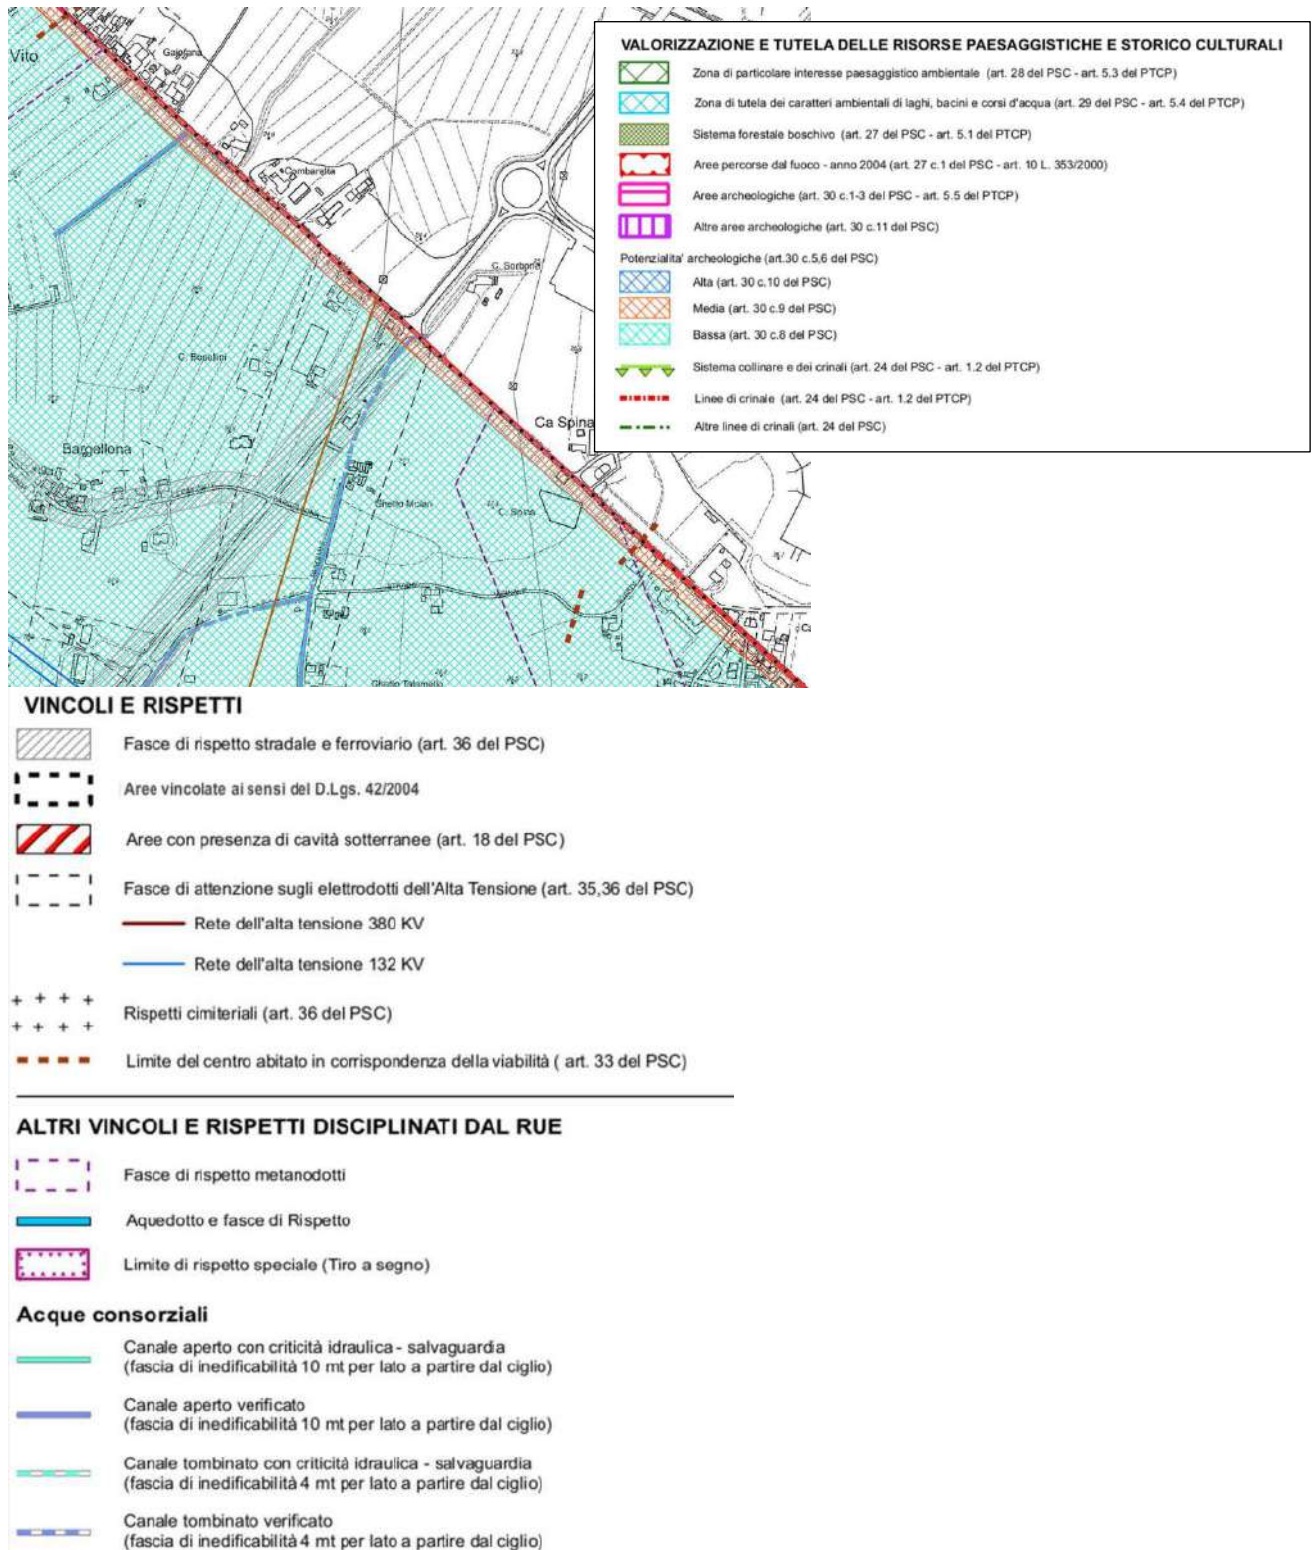 Vito
Gaiofana
Combaretta
C. Sorbone
C. Boselini
Ca Spina
Bargellona
Ghetto Molari
C. Spina
Ghetto Tatamella
VALORIZZAZIONE E TUTELA DELLE RISORSE PAESAGGISTICHE E STORICO CULTURALI
Zona di particolare interesse paesaggistico ambientale (art. 28 del PSC - art. 5.3 del PTCP)
Zona di tutela dei caratteri ambientali di laghi, bacini e corsi d'acqua (art. 29 del PSC - art. 5.4 del PTCP)
Sistema forestale boschivo (art. 27 del PSC - art. 5.1 del PTCP)
Aree percorse dal fuoco - anno 2004 (art. 27 c.1 del PSC - art. 10 L. 353/2000)
Aree archeologiche (art. 30 c.1-3 del PSC - art. 5.5 del PTCP)
Altre aree archeologiche (art. 30 c.11 del PSC)
Potenzialita' archeologiche (art.30 c.5,6 del PSC)
Alta (art. 30 c.10 del PSC)
Media (art. 30 c.9 del PSC)
Bassa (art. 30 c.8 del PSC)
Sistema collinare e dei crinali (art. 24 del PSC - art. 1.2 del PTCP)
Linee di crinale (art. 24 del PSC - art. 1.2 del PTCP)
Altre linee di crinali (art. 24 del PSC)
VINCOLI E RISPETTI
Fasce di rispetto stradale e ferroviario (art. 36 del PSC)
Aree vincolate ai sensi del D.Lgs. 42/2004
Aree con presenza di cavità sotterranee (art. 18 del PSC)
Fasce di attenzione sugli elettrodotti dell'Alta Tensione (art. 35,36 del PSC)
Rete dell'alta tensione 380 KV
Rete dell'alta tensione 132 KV
Rispetti cimiteriali (art. 36 del PSC)
Limite del centro abitato in corrispondenza della viabilità ( art. 33 del PSC)
ALTRI VINCOLI E RISPETTI DISCIPLINATI DAL RUE
Fasce di rispetto metanodotti
Aquedotto e fasce di Rispetto
Limite di rispetto speciale (Tiro a segno)
Acque consorziali
Canale aperto con criticità idraulica - salvaguardia
(fascia di inedificabilità 10 mt per lato a partire dal ciglio)
Canale aperto verificato
(fascia di inedificabilità 10 mt per lato a partire dal ciglio)
Canale tombinato con criticità idraulica - salvaguardia
(fascia di inedificabilità 4 mt per lato a partire dal ciglio)
Canale tombinato verificato
(fascia di inedificabilità 4 mt per lato a partire dal ciglio)